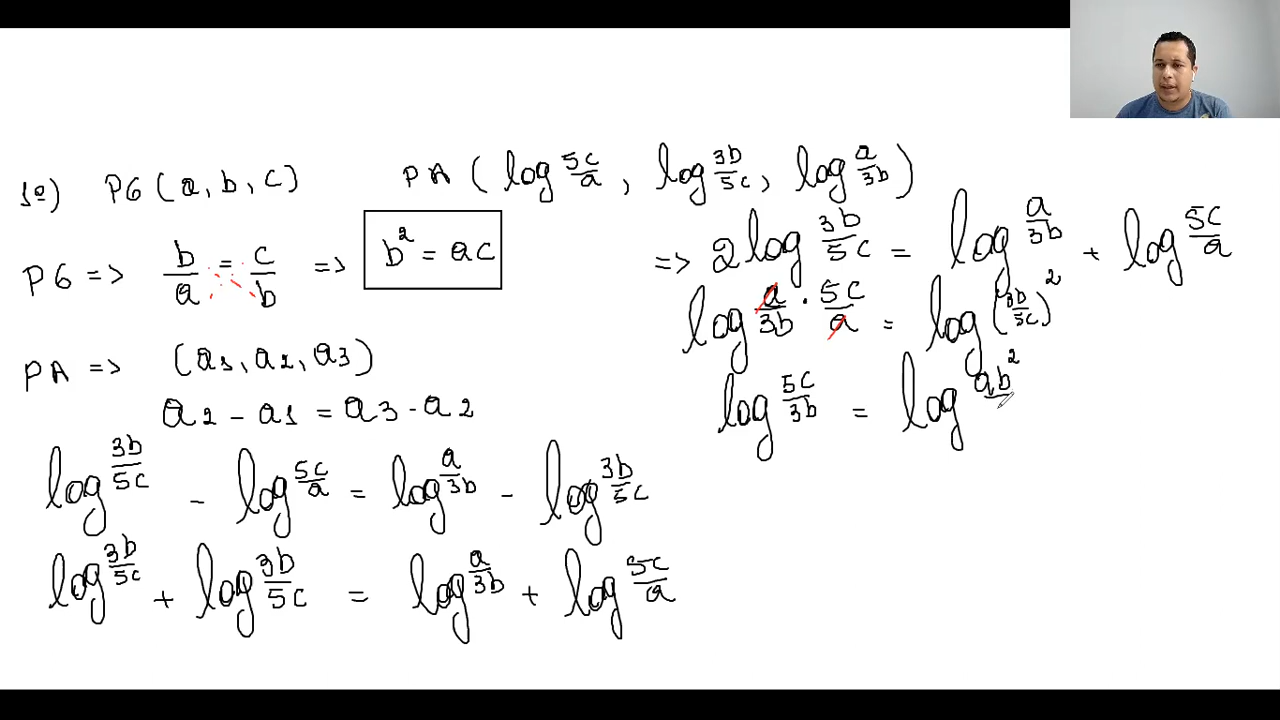 1º) PG (a, b, c) PA (log 5c/a, log 3b/5c, log a/3b)
PG => b/a = c/b => b² = ac
PA => (a1, a2, a3)
a2 - a1 = a3 - a2
log 3b/5c - log 5c/a = log a/3b - log 3b/5c
log 3b/5c + log 3b/5c = log a/3b + log 5c/a
=> 2 log 3b/5c = log a/3b + log 5c/a
log a/3b · 5c/a = log (3b/5c)²
log 5c/3b = log ab²